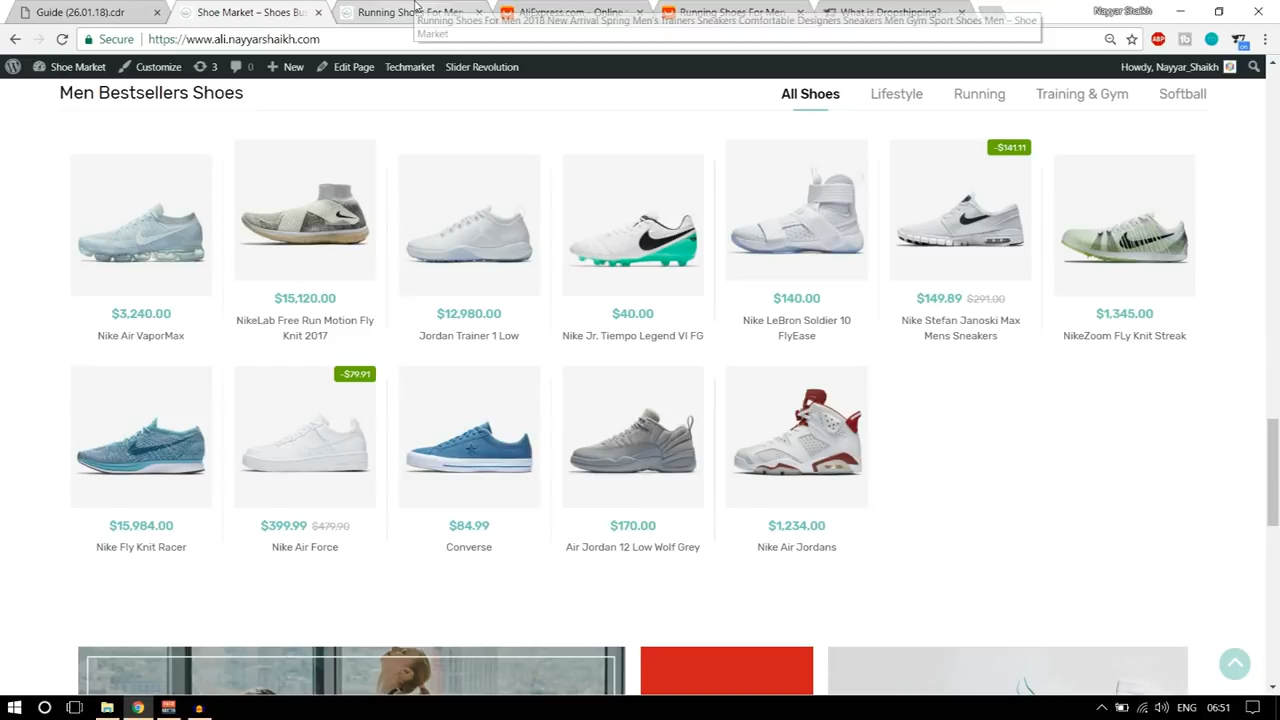 Guide (26.01.18).cdr
Shoe Market – Shoes Bus
Running Shoes For Men
AliExpress.com - Online
Running Shoes For Men
What is Dropshipping?
Nayyar Shaikh
Running Shoes For Men 2018 New Arrival Spring Men's Trainers Sneakers Comfortable Designers Sneakers Men Gym Sport Shoes Men – Shoe
Market
Secure
https://www.ali.nayyarshaikh.com
ABP
on
Shoe Market
Customize
3
0
New
Edit Page
Techmarket
Slider Revolution
Howdy, Nayyar_Shaikh
Men Bestsellers Shoes
All Shoes
Lifestyle
Running
Training & Gym
Softball
-$141.11
$3,240.00
Nike Air VaporMax
$15,120.00
NikeLab Free Run Motion Fly
Knit 2017
$12,980.00
Jordan Trainer 1 Low
$40.00
Nike Jr. Tiempo Legend VI FG
$140.00
Nike LeBron Soldier 10
FlyEase
$149.89 $291.00
Nike Stefan Janoski Max
Mens Sneakers
$1,345.00
NikeZoom FLy Knit Streak
-$79.91
$15,984.00
Nike Fly Knit Racer
$399.99 $479.90
Nike Air Force
$84.99
Converse
$170.00
Air Jordan 12 Low Wolf Grey
$1,234.00
Nike Air Jordans
ENG
06:51